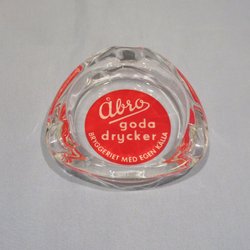 Åbro
goda
drycker
BRYGGERIET MED EGEN KÄLLA